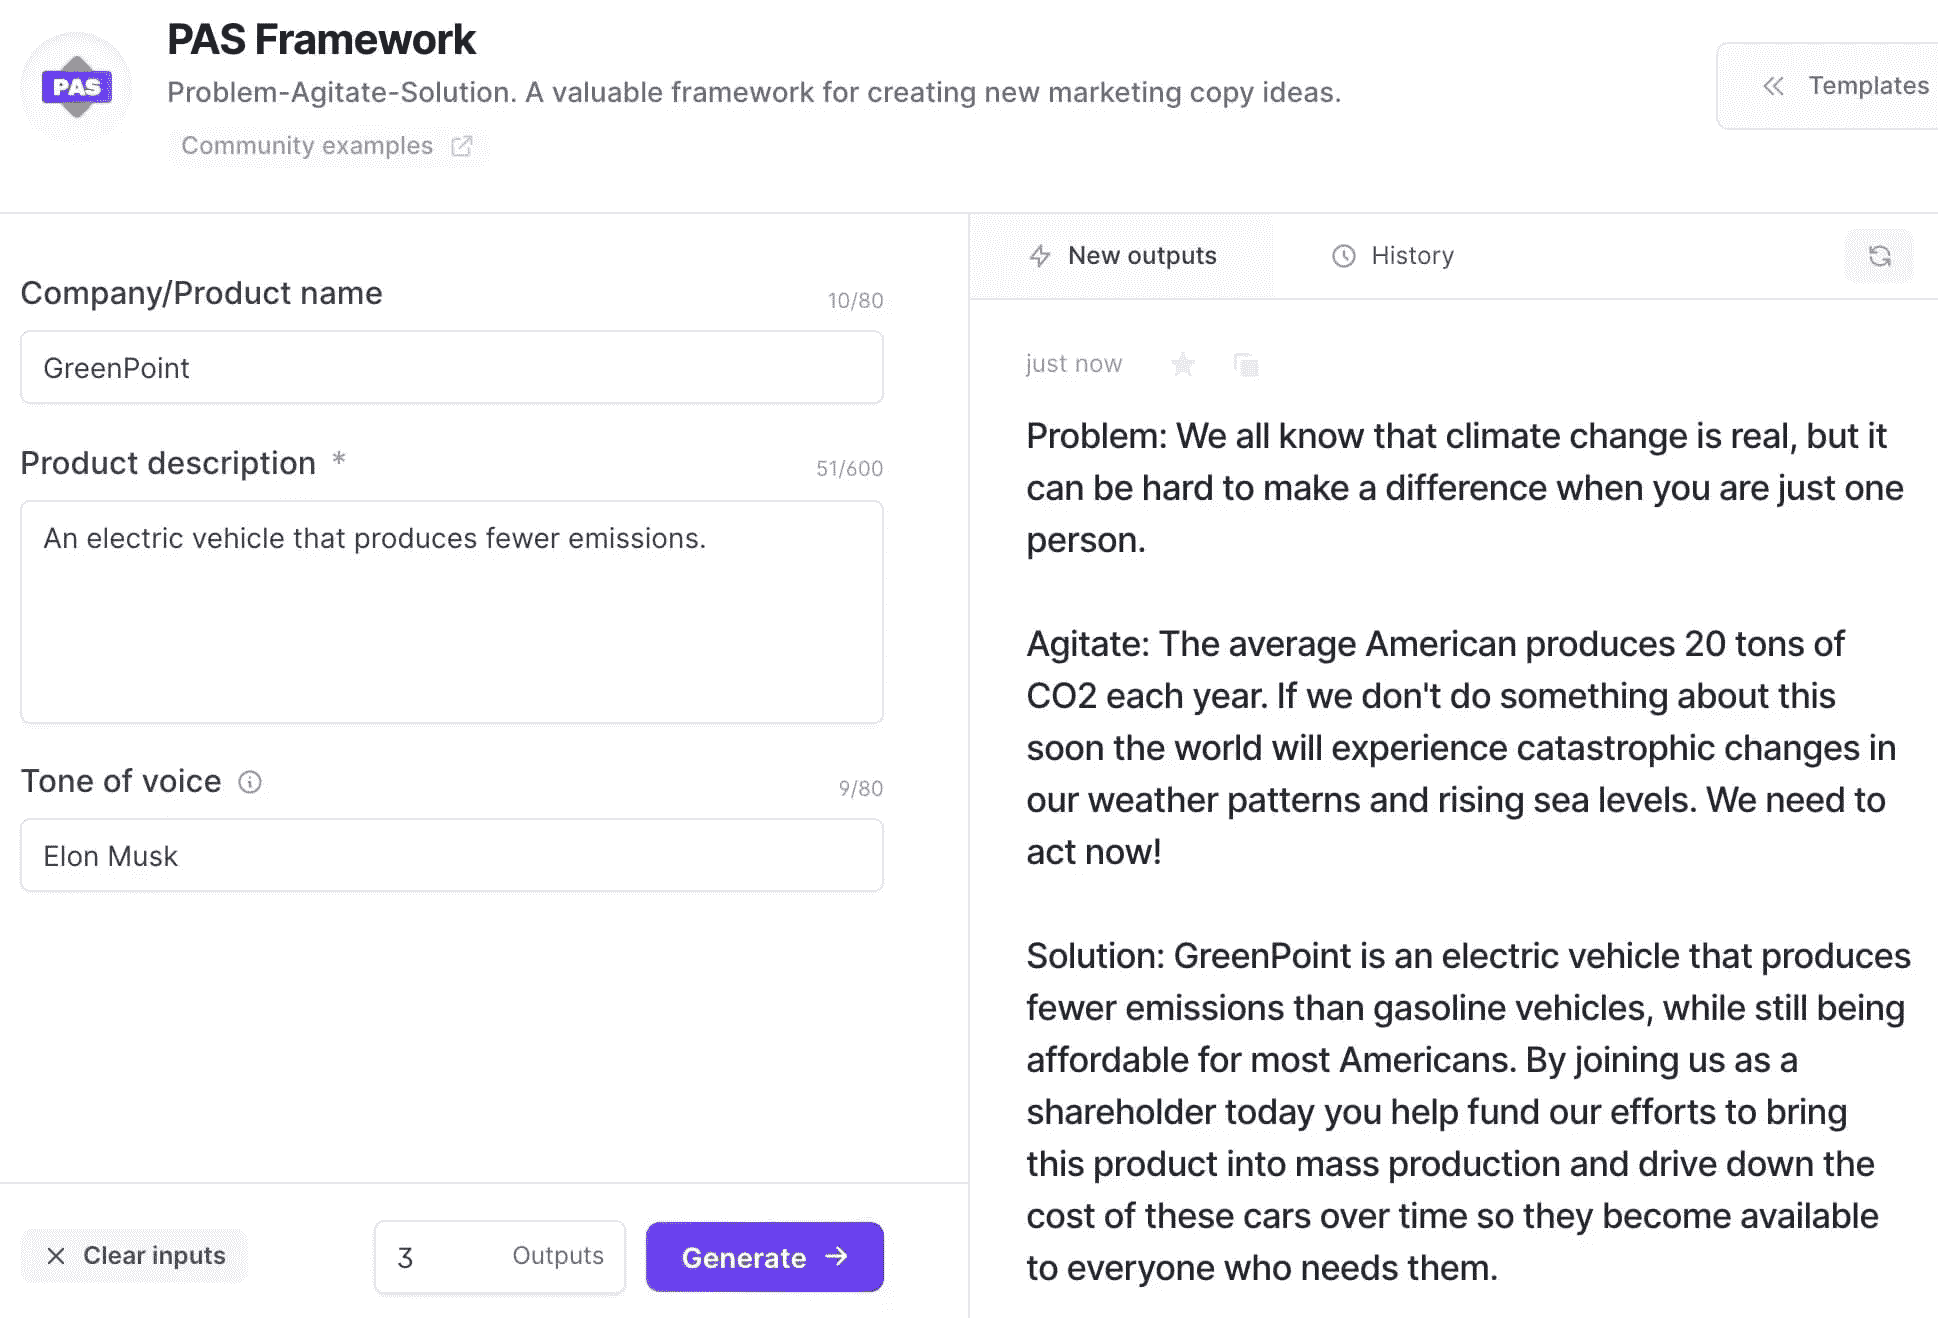 PAS Framework
PAS
Problem-Agitate-Solution. A valuable framework for creating new marketing copy ideas.
Community examples
Templates
Company/Product name
10/80
GreenPoint
Product description *
51/600
An electric vehicle that produces fewer emissions.
Tone of voice
9/80
Elon Musk
Clear inputs
3 Outputs
Generate
New outputs
History
just now
Problem: We all know that climate change is real, but it
can be hard to make a difference when you are just one
person.
Agitate: The average American produces 20 tons of
CO2 each year. If we don't do something about this
soon the world will experience catastrophic changes in
our weather patterns and rising sea levels. We need to
act now!
Solution: GreenPoint is an electric vehicle that produces
fewer emissions than gasoline vehicles, while still being
affordable for most Americans. By joining us as a
shareholder today you help fund our efforts to bring
this product into mass production and drive down the
cost of these cars over time so they become available
to everyone who needs them.